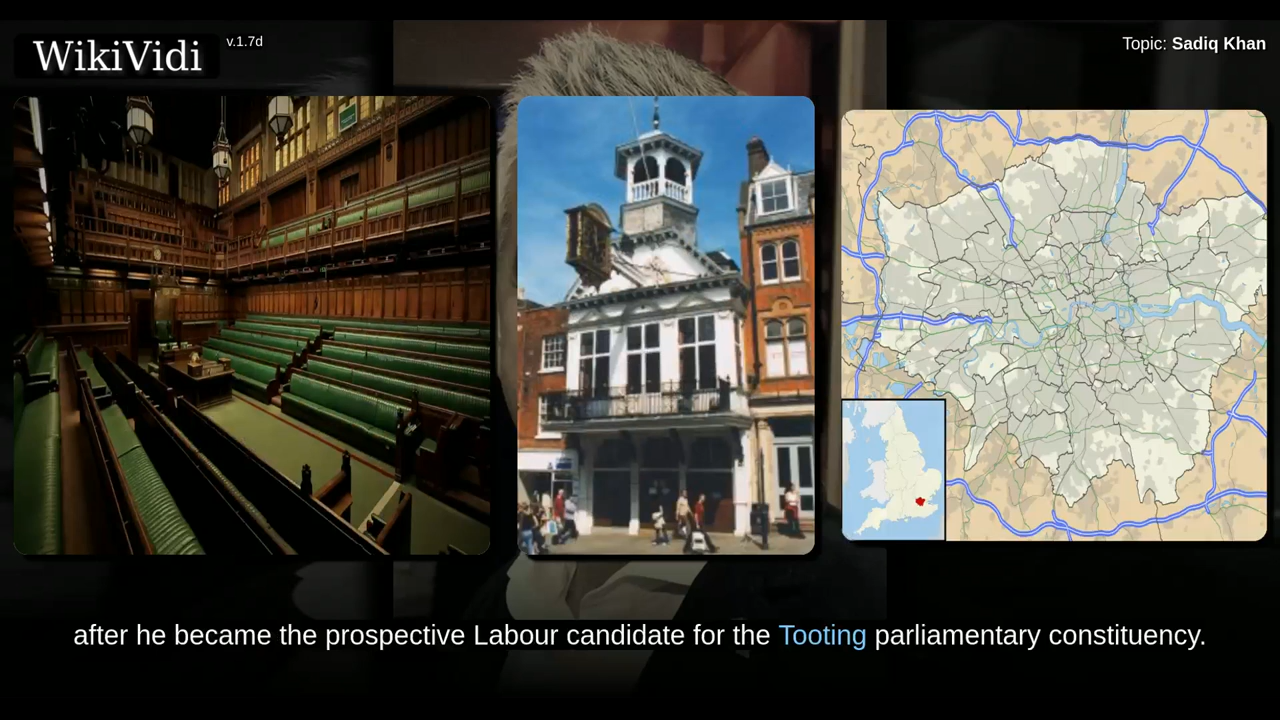 WikiVidi
v.1.7d
Topic: Sadiq Khan
after he became the prospective Labour candidate for the Tooting parliamentary constituency.